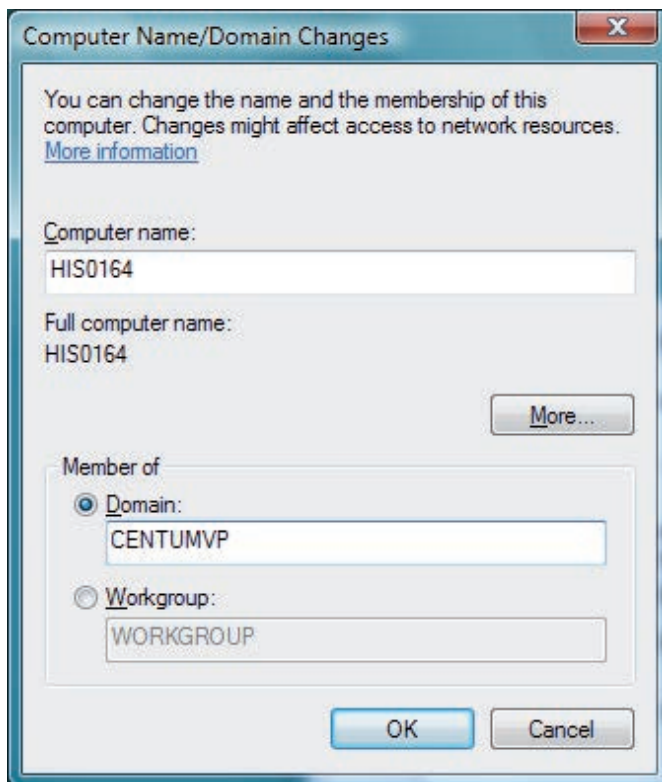 Computer Name/Domain Changes
You can change the name and the membership of this
computer. Changes might affect access to network resources.
More information
Computer name:
HIS0164
Full computer name:
HIS0164
More...
Member of
Domain:
CENTUMVP
Workgroup:
WORKGROUP
OK Cancel